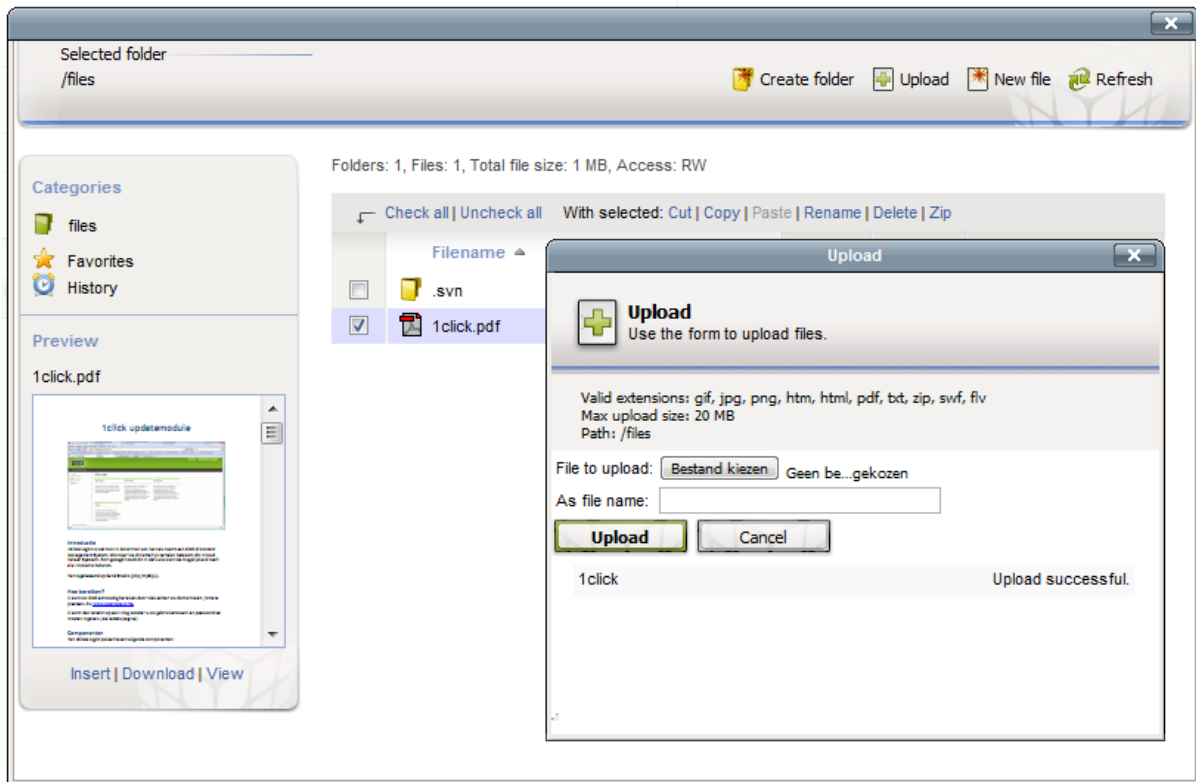 Selected folder
/files
Create folder Upload New file Refresh
Folders: 1, Files: 1, Total file size: 1 MB, Access: RW
Categories
files
Favorites
History
Preview
1click.pdf
1click updatemodule
Introductie
Hoe bereiken?
Componenten
Insert | Download | View
Check all | Uncheck all With selected: Cut | Copy | Paste | Rename | Delete | Zip
Filename
.svn
1click.pdf
Upload
Upload
Use the form to upload files.
Valid extensions: gif, jpg, png, htm, html, pdf, txt, zip, swf, flv
Max upload size: 20 MB
Path: /files
File to upload: Bestand kiezen Geen be...gekozen
As file name:
Upload Cancel
1click Upload successful.